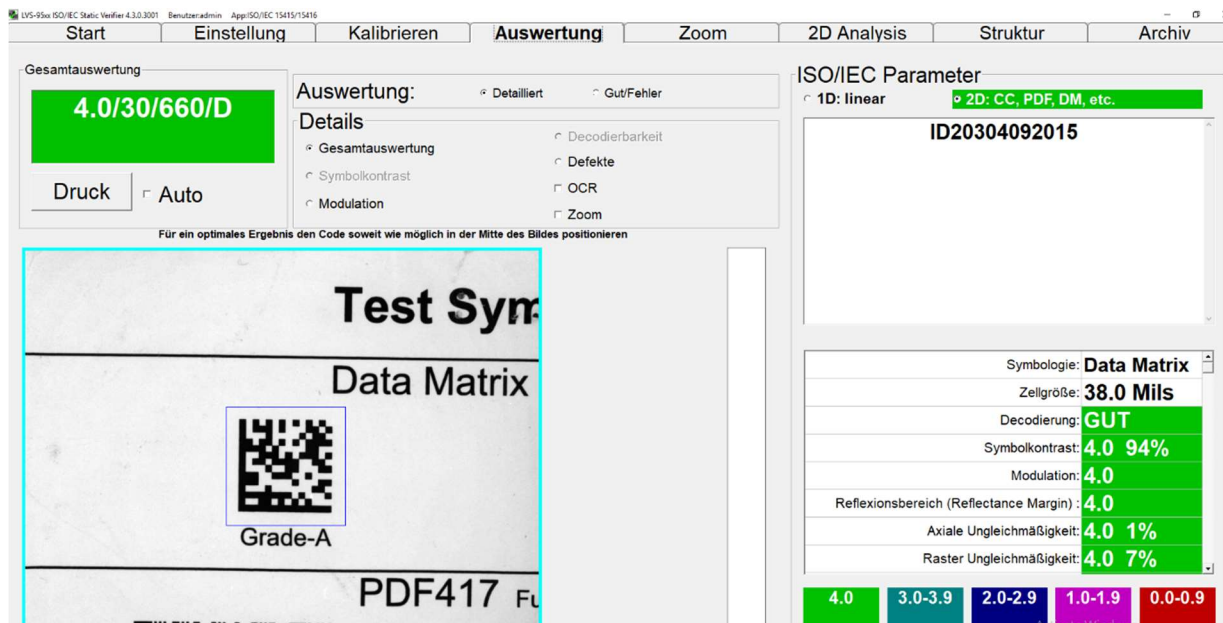 LVS-95xx ISO/IEC Static Verifier 4.3.0.3001 Benutzer:admin App:ISO/IEC 15415/15416
Start Einstellung Kalibrieren Auswertung Zoom 2D Analysis Struktur Archiv
Gesamtauswertung
4.0/30/660/D
Druck Auto
Auswertung: Detailliert Gut/Fehler
Details
Gesamtauswertung
Symbolkontrast
Modulation
Decodierbarkeit
Defekte
OCR
Zoom
Für ein optimales Ergebnis den Code soweit wie möglich in der Mitte des Bildes positionieren
Test Sym
Data Matrix
Grade-A
PDF417
ISO/IEC Parameter
1D: linear 2D: CC, PDF, DM, etc.
ID20304092015
Symbologie: Data Matrix
Zellgröße: 38.0 Mils
Decodierung: GUT
Symbolkontrast: 4.0 94%
Modulation: 4.0
Reflexionsbereich (Reflectance Margin) : 4.0
Axiale Ungleichmäßigkeit: 4.0 1%
Raster Ungleichmäßigkeit: 4.0 7%
4.0 3.0-3.9 2.0-2.9 1.0-1.9 0.0-0.9